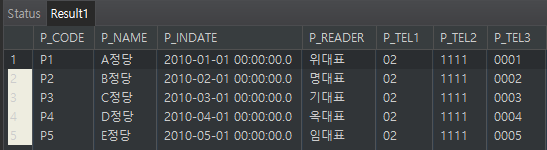 Status Result1
P_CODE P_NAME P_INDATE P_READER P_TEL1 P_TEL2 P_TEL3
1 P1 A정당 2010-01-01 00:00:00.0 위대표 02 1111 0001
2 P2 B정당 2010-02-01 00:00:00.0 명대표 02 1111 0002
3 P3 C정당 2010-03-01 00:00:00.0 기대표 02 1111 0003
4 P4 D정당 2010-04-01 00:00:00.0 옥대표 02 1111 0004
5 P5 E정당 2010-05-01 00:00:00.0 임대표 02 1111 0005